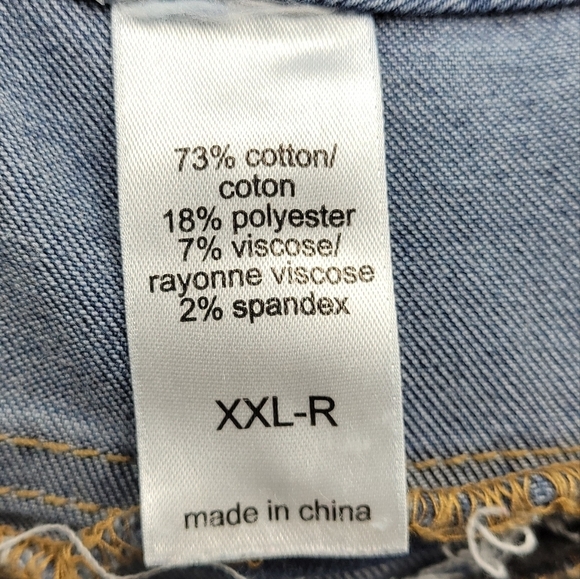 73% cotton/
coton
18% polyester
7% viscose/
rayonne viscose
2% spandex
XXL-R
made in china